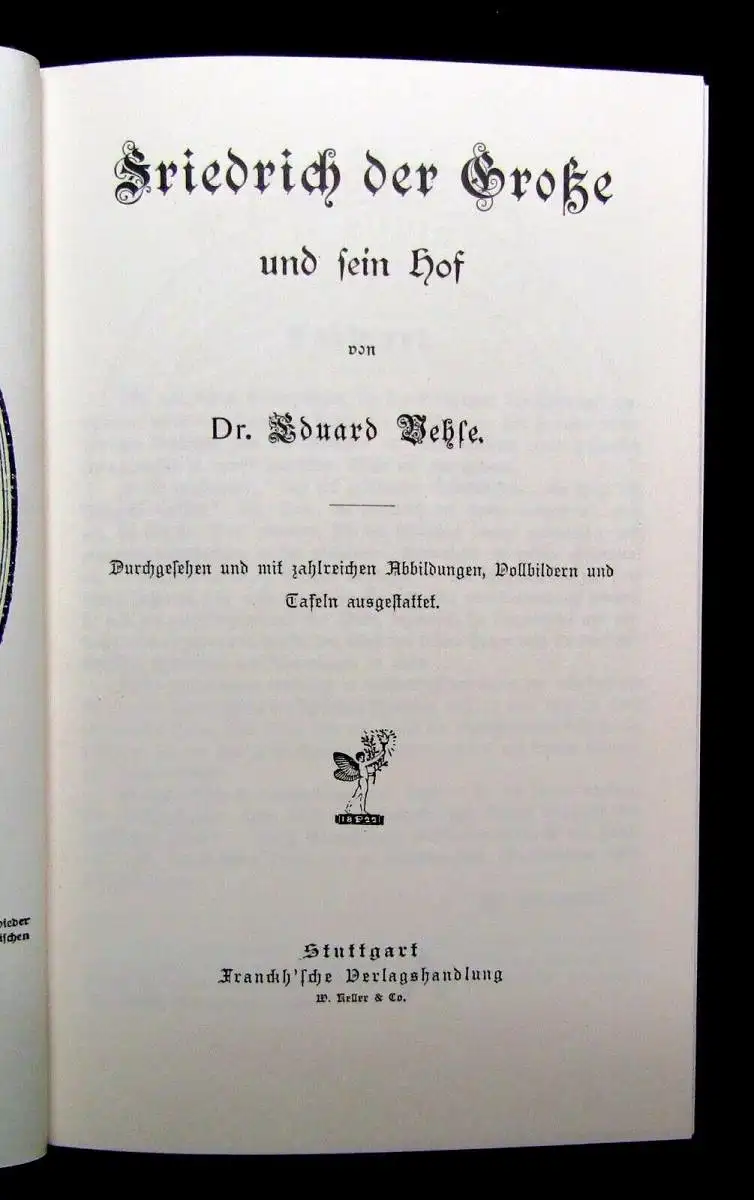 Friedrich der Große
und sein Hof
von
Dr. Eduard Vehse.
Durchgesehen und mit zahlreichen Abbildungen, Vollbildern und
Tafeln ausgestattet.
1822
Stuttgart
Franckh'sche Verlagshandlung
W. Keller & Co.